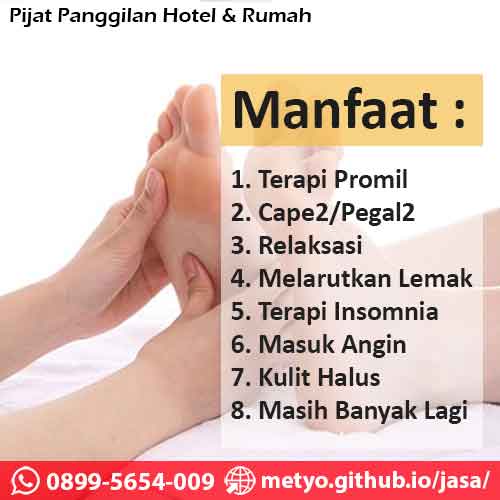 Pijat Panggilan Hotel & Rumah
Manfaat :
1. Terapi Promil
2. Cape2/Pegal2
3. Relaksasi
4. Melarutkan Lemak
5. Terapi Insomnia
6. Masuk Angin
7. Kulit Halus
8. Masih Banyak Lagi
0899-5654-009 metyo.github.io/jasa/